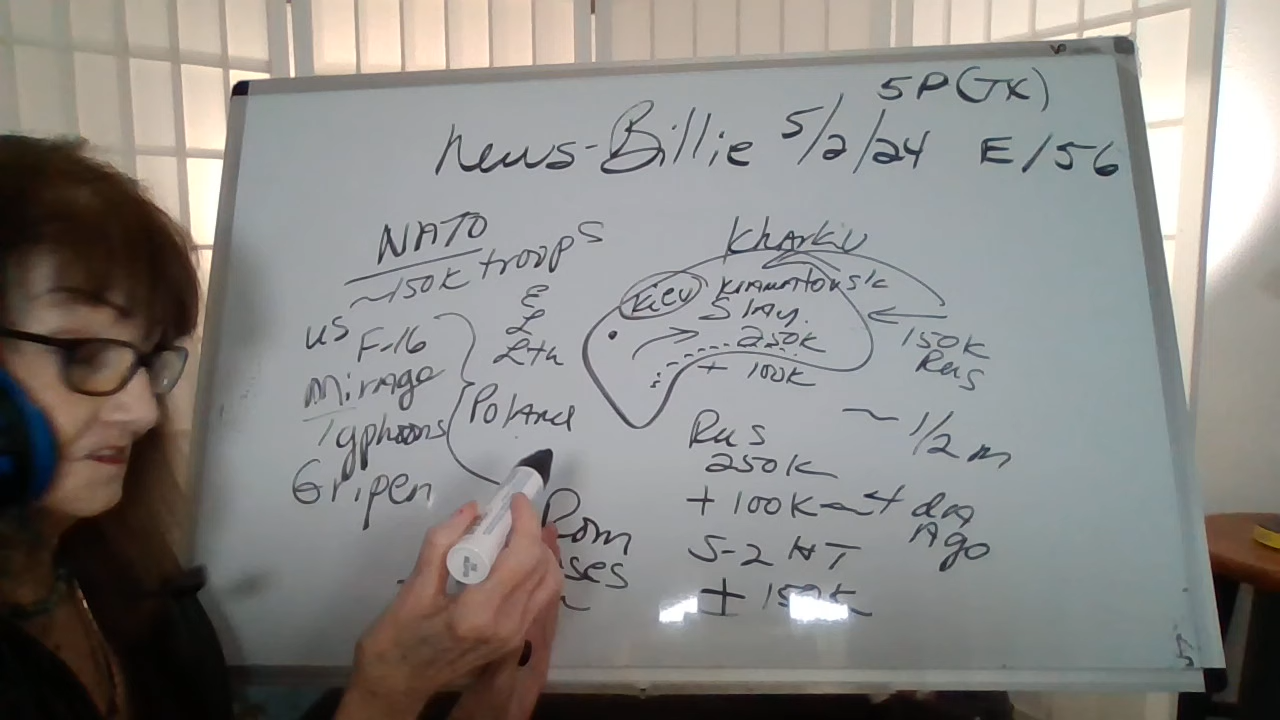 5P (TX)
News-Billie 5/2/24 E/56
NATO
~150K troops
E
L
Lth
US F-16
Mirage
Typhoons
Gripen
Poland
Rom
ses
Kharkiv
Kiev
Kramatorsk
Slav.
250K
+ 100K
150K
Rus
~ 1/2 m
Rus
250K
+ 100K ~4 day
Ago
5-2 HT
+ 150K